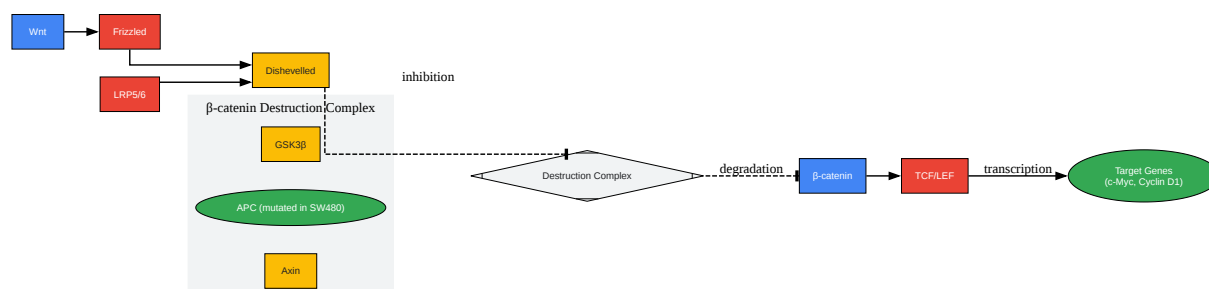 Wnt
Frizzled
LRP5/6
Dishevelled
inhibition
β-catenin Destruction Complex
GSK3β
APC (mutated in SW480)
Axin
Destruction Complex
degradation
β-catenin
TCF/LEF
transcription
Target Genes
(c-Myc, Cyclin D1)